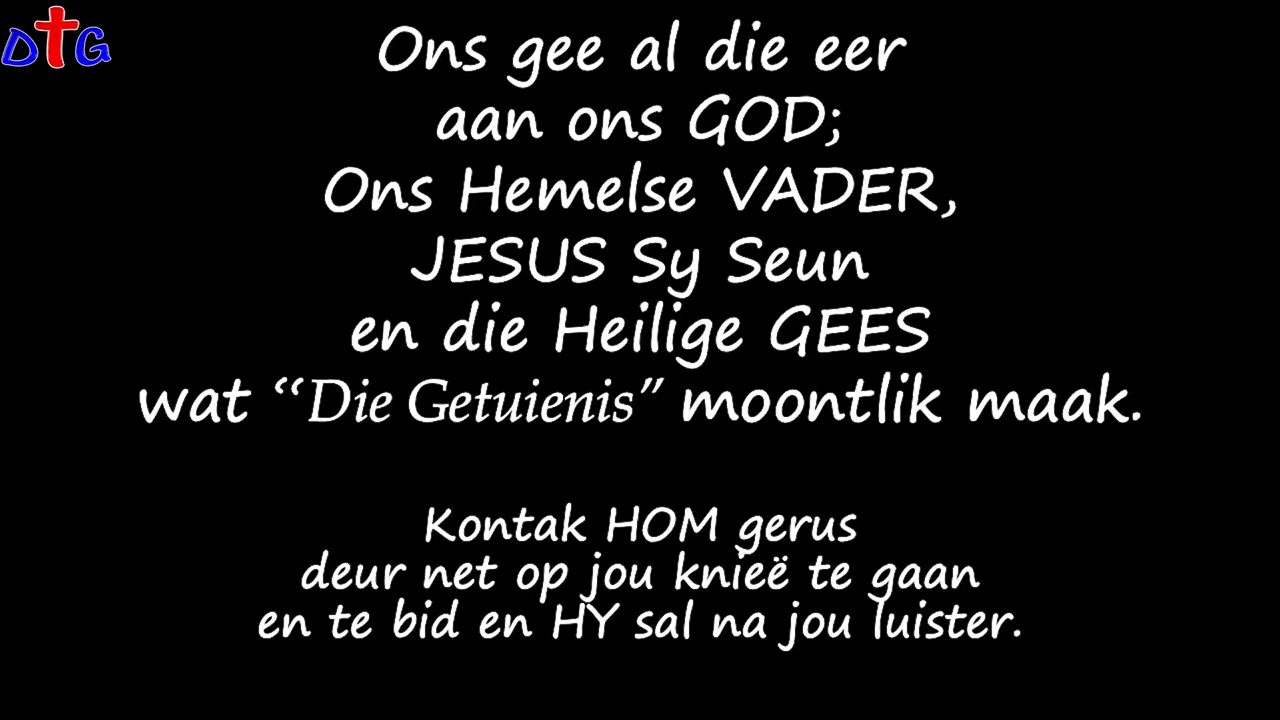 DTG
Ons gee al die eer
aan ons GOD;
Ons Hemelse VADER,
JESUS Sy Seun
en die Heilige GEES
wat “Die Getuienis” moontlik maak.
Kontak HOM gerus
deur net op jou knieë te gaan
en te bid en HY sal na jou luister.